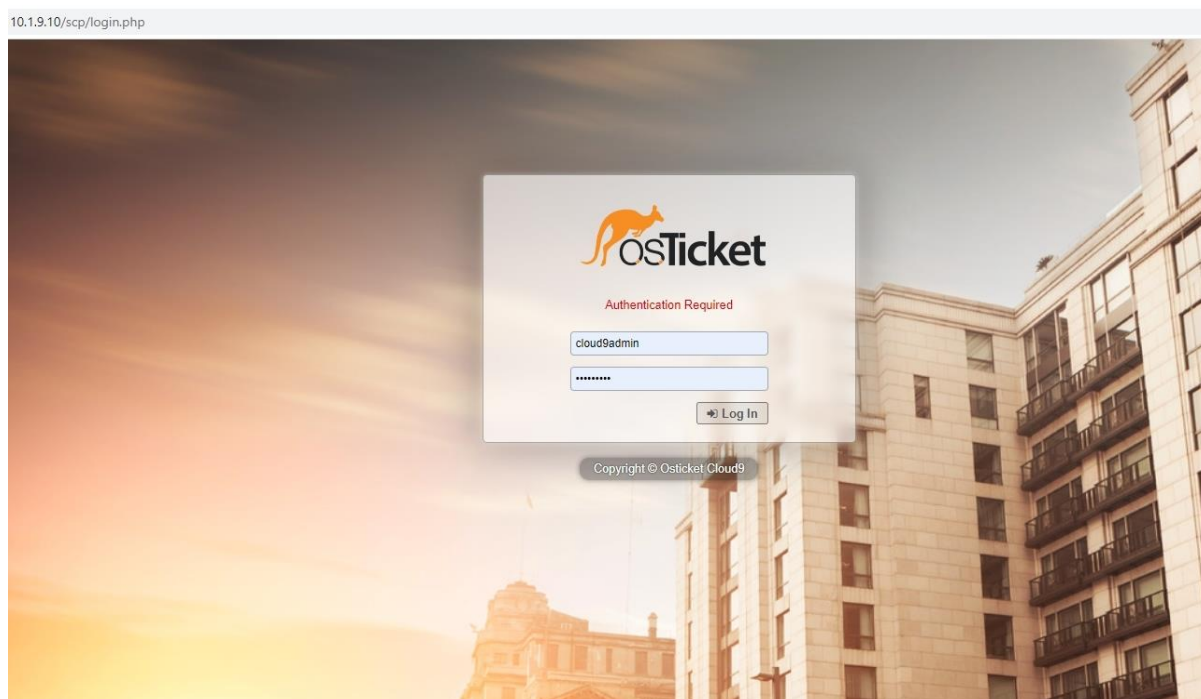 10.1.9.10/scp/login.php
osTicket
Authentication Required
cloud9admin
•••••••••
Log In
Copyright © Osticket Cloud9